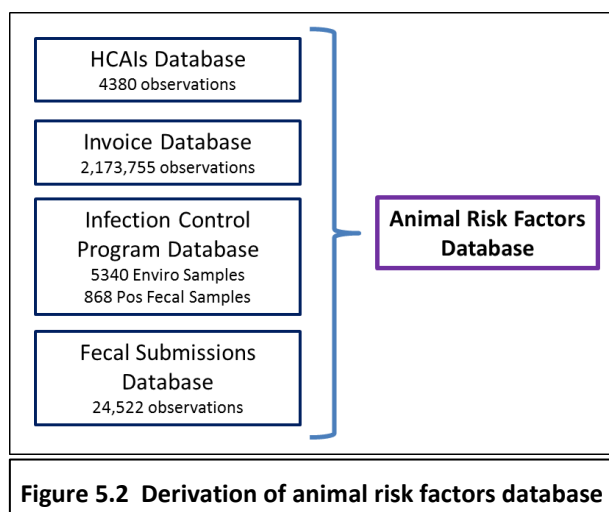 HCAIs Database
4380 observations
Invoice Database
2,173,755 observations
Infection Control
Program Database
5340 Enviro Samples
868 Pos Fecal Samples
Fecal Submissions
Database
24,522 observations
Animal Risk Factors
Database
Figure 5.2  Derivation of animal risk factors database